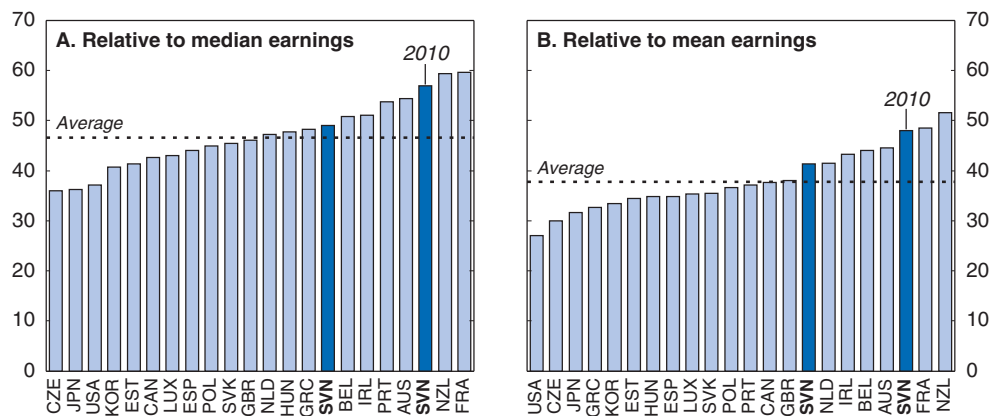 A. Relative to median earnings
2010
Average
70
60
50
40
30
20
10
0
CZE
JPN
USA
KOR
EST
CAN
LUX
ESP
POL
SVK
GBR
NLD
HUN
GRC
SVN
BEL
IRL
PRT
AUS
SVN
NZL
FRA
B. Relative to mean earnings
2010
Average
70
60
50
40
30
20
10
0
USA
CZE
JPN
GRC
KOR
EST
HUN
ESP
LUX
SVK
POL
PRT
CAN
GBR
SVN
NLD
IRL
BEL
AUS
SVN
FRA
NZL